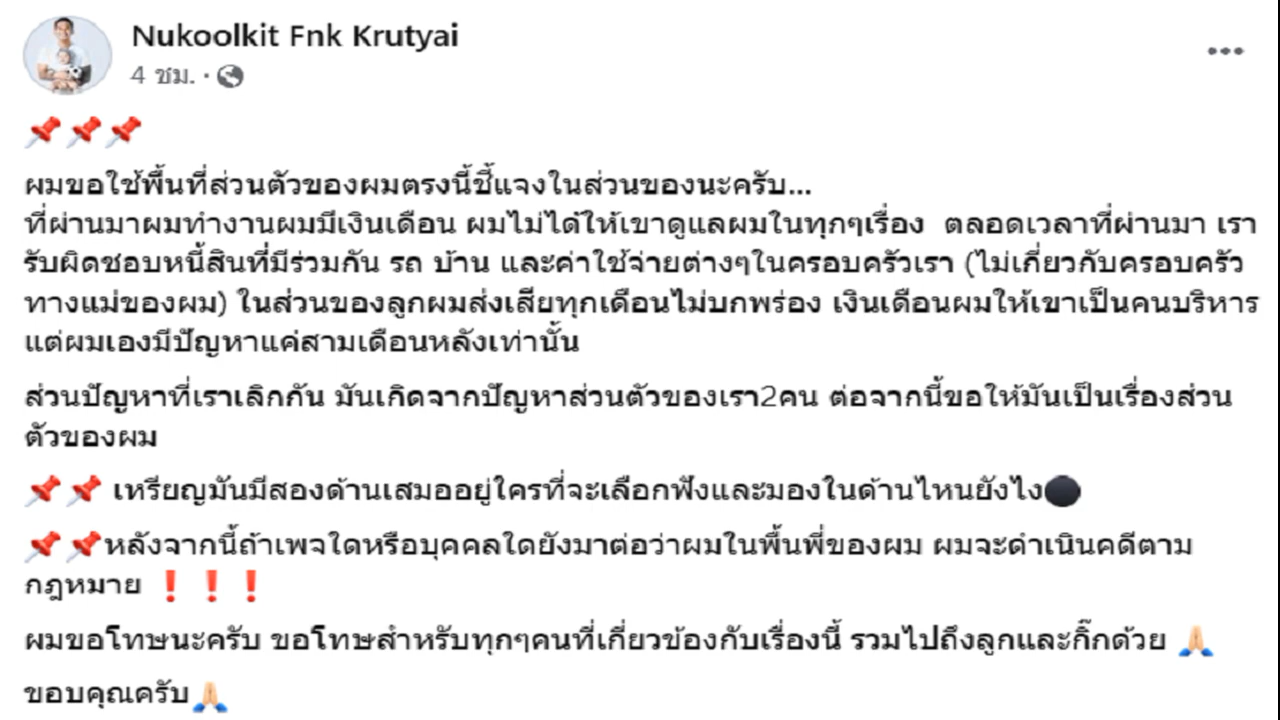 Nukoolkit Fnk Krutyai
4 ชม. ·
📌📌📌
ผมขอใช้พื้นที่ส่วนตัวของผมตรงนี้ชี้แจงในส่วนของนะครับ...
ที่ผ่านมาผมทำงานผมมีเงินเดือน ผมไม่ได้ให้เขาดูแลผมในทุกๆเรื่อง ตลอดเวลาที่ผ่านมา เรา
รับผิดชอบหนี้สินที่มีร่วมกัน รถ บ้าน และค่าใช้จ่ายต่างๆในครอบครัวเรา (ไม่เกี่ยวกับครอบครัว
ทางแม่ของผม) ในส่วนของลูกผมส่งเสียทุกเดือนไม่บกพร่อง เงินเดือนผมให้เขาเป็นคนบริหาร
แต่ผมเองมีปัญหาแค่สามเดือนหลังเท่านั้น
ส่วนปัญหาที่เราเลิกกัน มันเกิดจากปัญหาส่วนตัวของเรา2คน ต่อจากนี้ขอให้มันเป็นเรื่องส่วน
ตัวของผม
📌📌 เหรียญมันมีสองด้านเสมออยู่ใครที่จะเลือกฟังและมองในด้านไหนยังไง🌑
📌📌หลังจากนี้ถ้าเพจใดหรือบุคคลใดยังมาต่อว่าผมในพื้นพี่ของผม ผมจะดำเนินคดีตาม
กฎหมาย ❗❗❗
ผมขอโทษนะครับ ขอโทษสำหรับทุกๆคนที่เกี่ยวข้องกับเรื่องนี้ รวมไปถึงลูกและกิ๊กด้วย 🙏🏻
ขอบคุณครับ🙏🏻